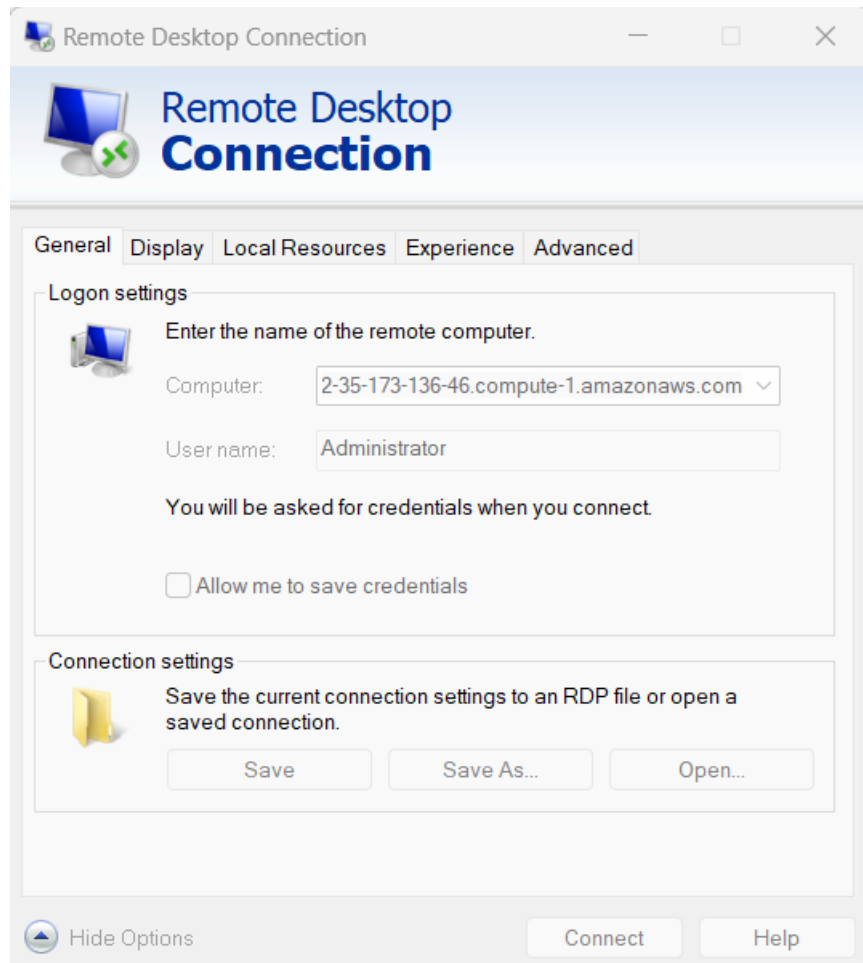 Remote Desktop Connection
Remote Desktop
Connection
General Display Local Resources Experience Advanced
Logon settings
Enter the name of the remote computer.
Computer: 2-35-173-136-46.compute-1.amazonaws.com
User name: Administrator
You will be asked for credentials when you connect.
Allow me to save credentials
Connection settings
Save the current connection settings to an RDP file or open a
saved connection.
Save Save As... Open...
Hide Options Connect Help